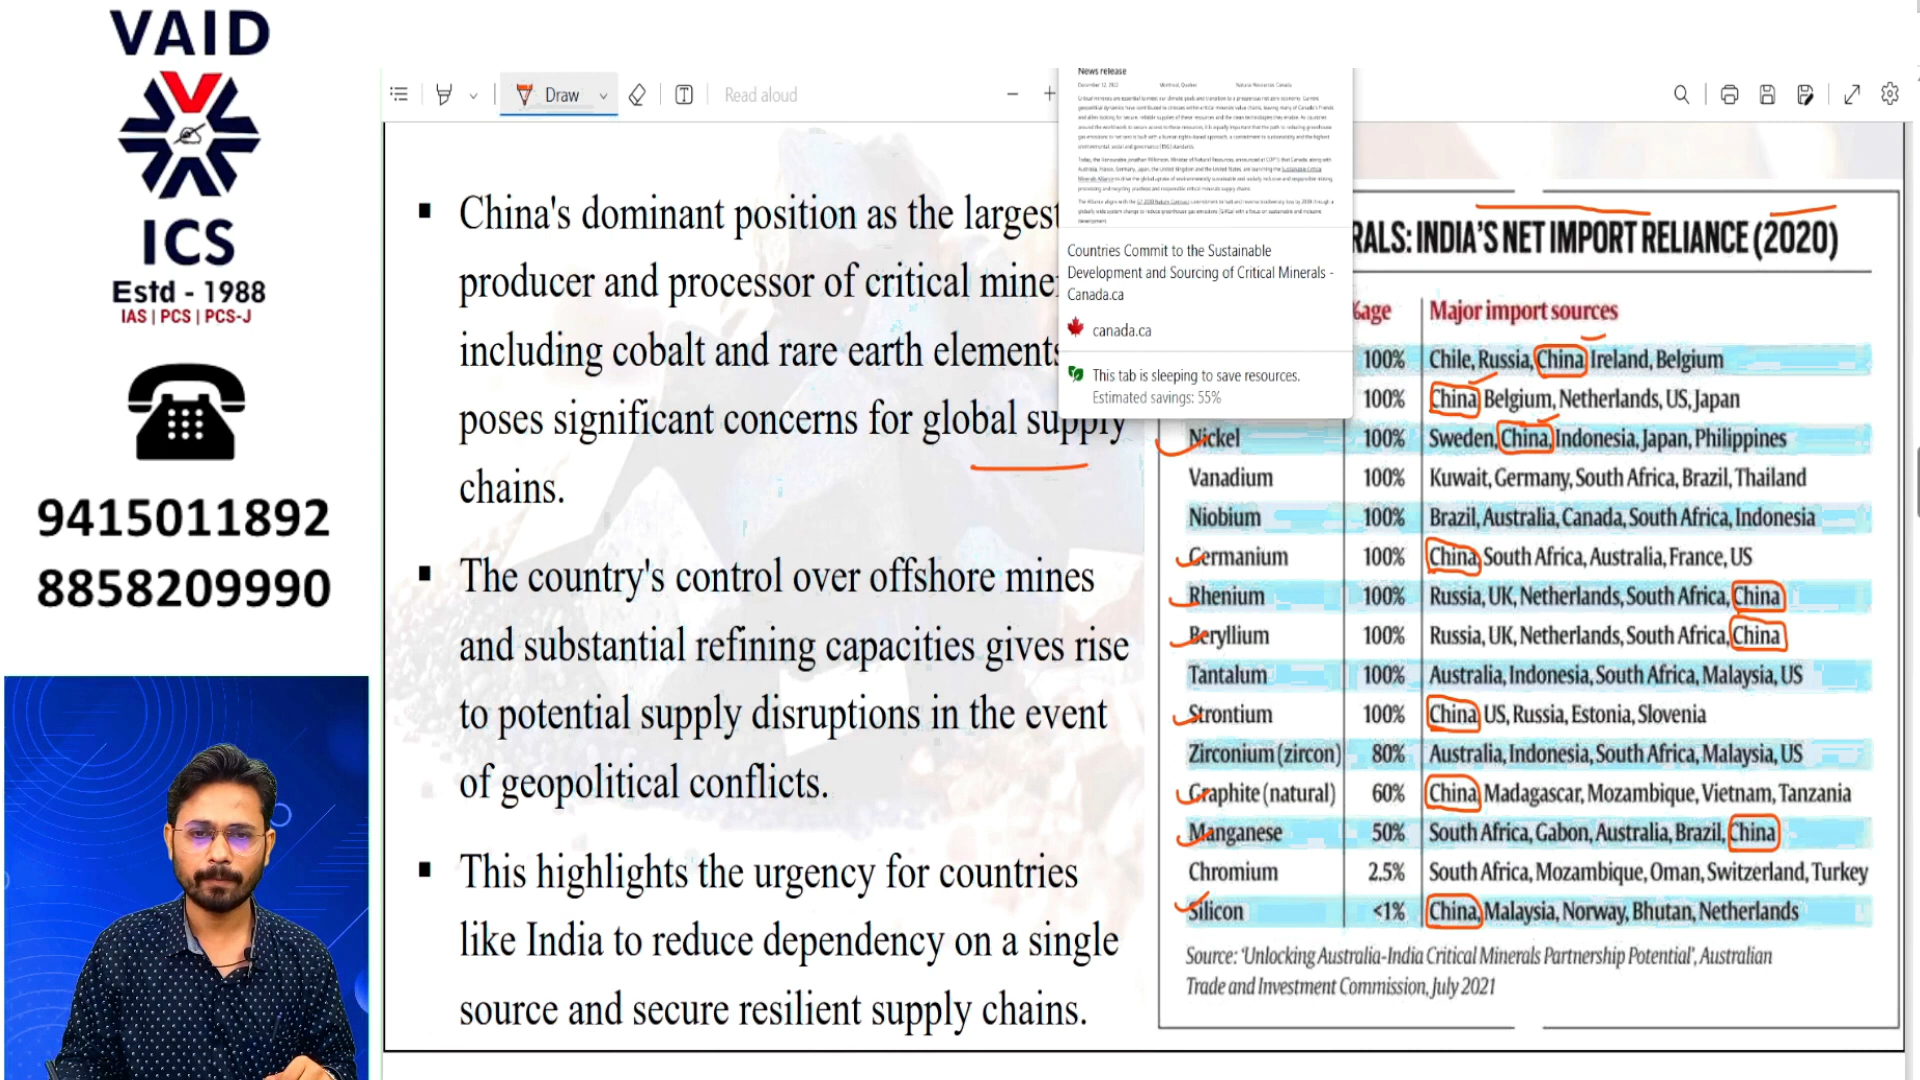 VAID
ICS
Estd - 1988
IAS | PCS | PCS-J
9415011892
8858209990
Draw
Read aloud
News release
December 12, 2022 Montreal, Quebec Natural Resources Canada
Countries Commit to the Sustainable
Development and Sourcing of Critical Minerals -
Canada.ca
canada.ca
This tab is sleeping to save resources.
Estimated savings: 55%
China's dominant position as the largest
producer and processor of critical mine
including cobalt and rare earth elements
poses significant concerns for global supply
chains.
The country's control over offshore mines
and substantial refining capacities gives rise
to potential supply disruptions in the event
of geopolitical conflicts.
This highlights the urgency for countries
like India to reduce dependency on a single
source and secure resilient supply chains.
RALS: INDIA'S NET IMPORT RELIANCE (2020)
%age Major import sources
100% Chile, Russia, China Ireland, Belgium
100% China Belgium, Netherlands, US, Japan
Nickel 100% Sweden, China, Indonesia, Japan, Philippines
Vanadium 100% Kuwait, Germany, South Africa, Brazil, Thailand
Niobium 100% Brazil, Australia, Canada, South Africa, Indonesia
Germanium 100% China, South Africa, Australia, France, US
Rhenium 100% Russia, UK, Netherlands, South Africa, China
Beryllium 100% Russia, UK, Netherlands, South Africa, China
Tantalum 100% Australia, Indonesia, South Africa, Malaysia, US
Strontium 100% China, US, Russia, Estonia, Slovenia
Zirconium (zircon) 80% Australia, Indonesia, South Africa, Malaysia, US
Graphite (natural) 60% China, Madagascar, Mozambique, Vietnam, Tanzania
Manganese 50% South Africa, Gabon, Australia, Brazil, China
Chromium 2.5% South Africa, Mozambique, Oman, Switzerland, Turkey
Silicon <1% China, Malaysia, Norway, Bhutan, Netherlands
Source: 'Unlocking Australia-India Critical Minerals Partnership Potential', Australian
Trade and Investment Commission, July 2021